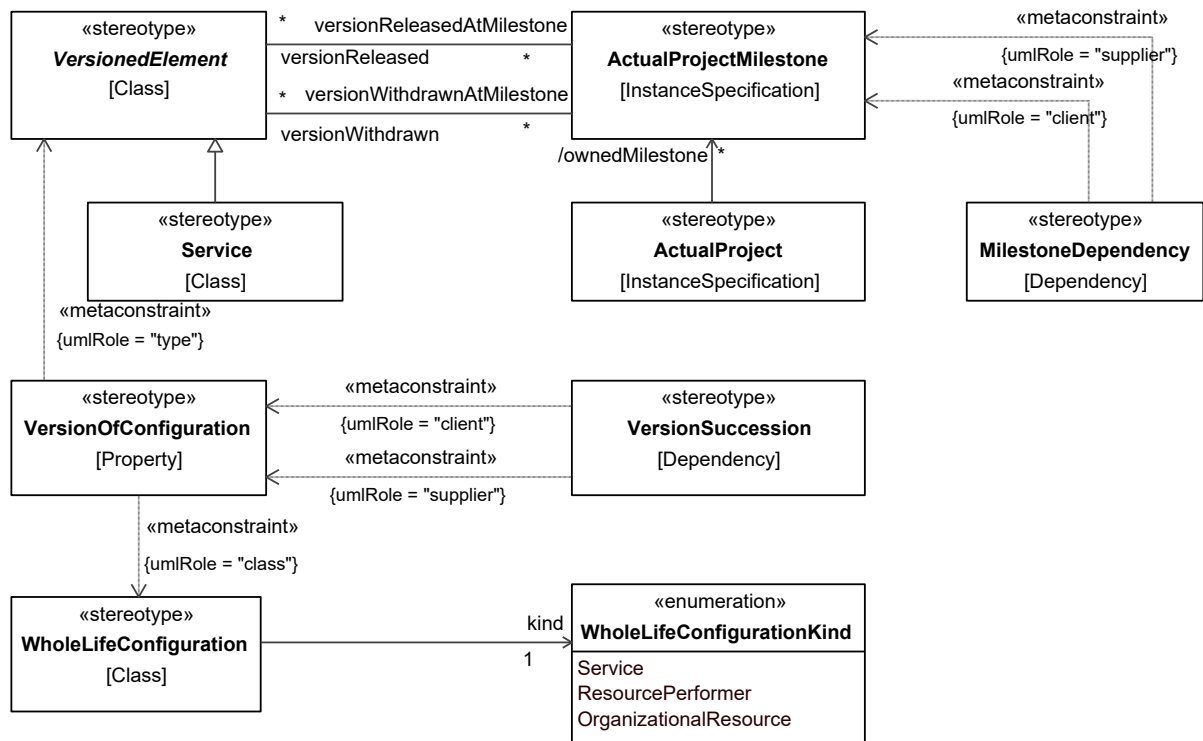 «stereotype»
VersionedElement
[Class]
* versionReleasedAtMilestone
versionReleased *
* versionWithdrawnAtMilestone
versionWithdrawn *
«stereotype»
ActualProjectMilestone
[InstanceSpecification]
«metaconstraint»
{umlRole = "supplier"}
«metaconstraint»
{umlRole = "client"}
/ownedMilestone *
«stereotype»
Service
[Class]
«stereotype»
ActualProject
[InstanceSpecification]
«stereotype»
MilestoneDependency
[Dependency]
«metaconstraint»
{umlRole = "type"}
«stereotype»
VersionOfConfiguration
[Property]
«metaconstraint»
{umlRole = "client"}
«metaconstraint»
{umlRole = "supplier"}
«stereotype»
VersionSuccession
[Dependency]
«metaconstraint»
{umlRole = "class"}
«stereotype»
WholeLifeConfiguration
[Class]
kind
1
«enumeration»
WholeLifeConfigurationKind
Service
ResourcePerformer
OrganizationalResource